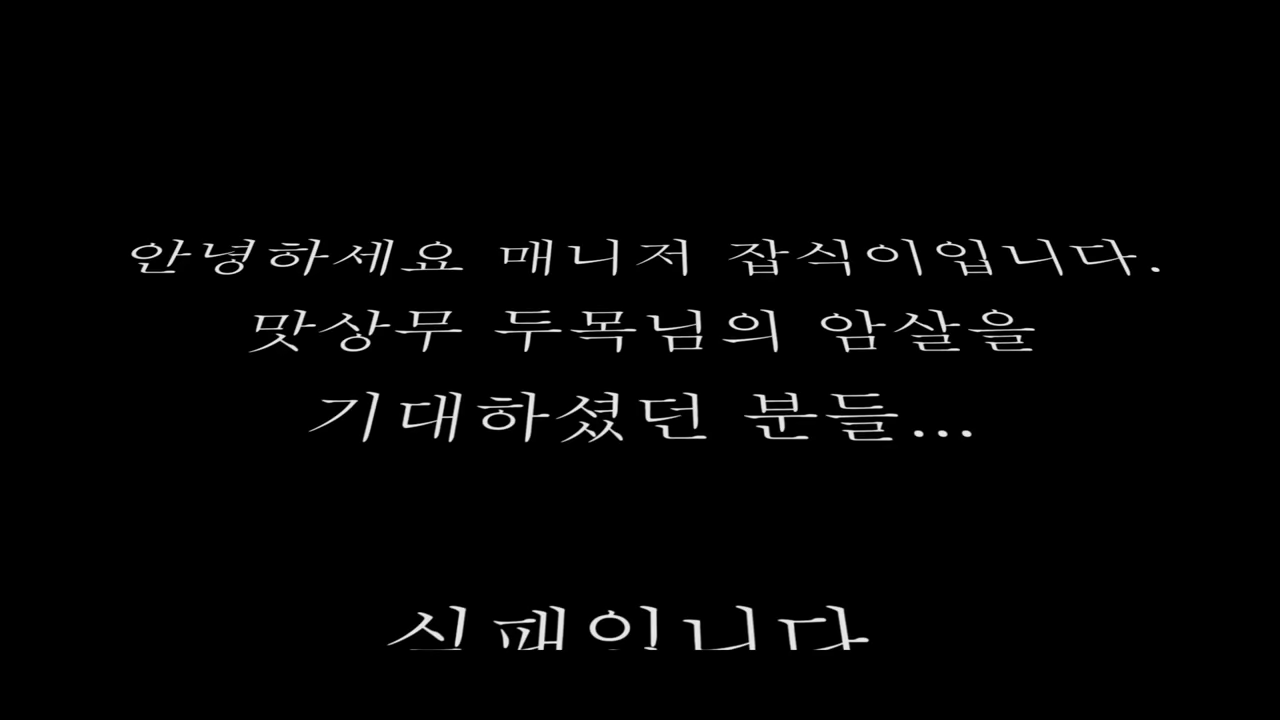 안녕하세요 매니저 잡식이입니다.
맛상무 두목님의 암살을
기대하셨던 분들...
실패입니다